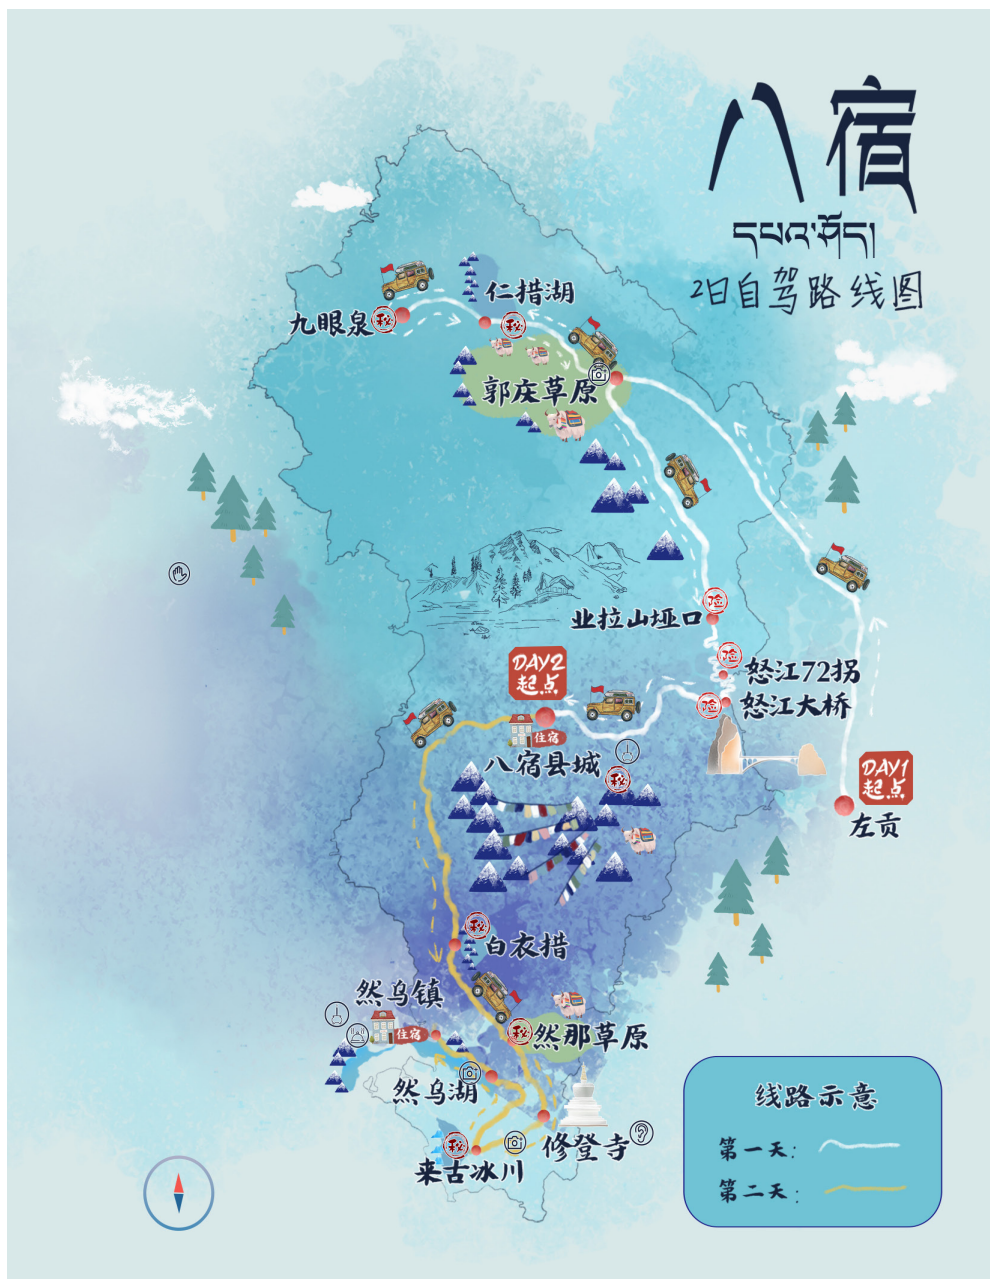 八宿
དཔའ་ཤོད།
2日自驾路线图
仁措湖
九眼泉
秘
秘
郭庆草原
业拉山垭口
险
险
怒江72拐
险
怒江大桥
DAY2
起点
住宿
八宿县城
秘
DAY1
起点
左贡
秘
白衣措
然乌镇
住宿
秘
然那草原
然乌湖
修登寺
秘
来古冰川
线路示意
第一天:
第二天: